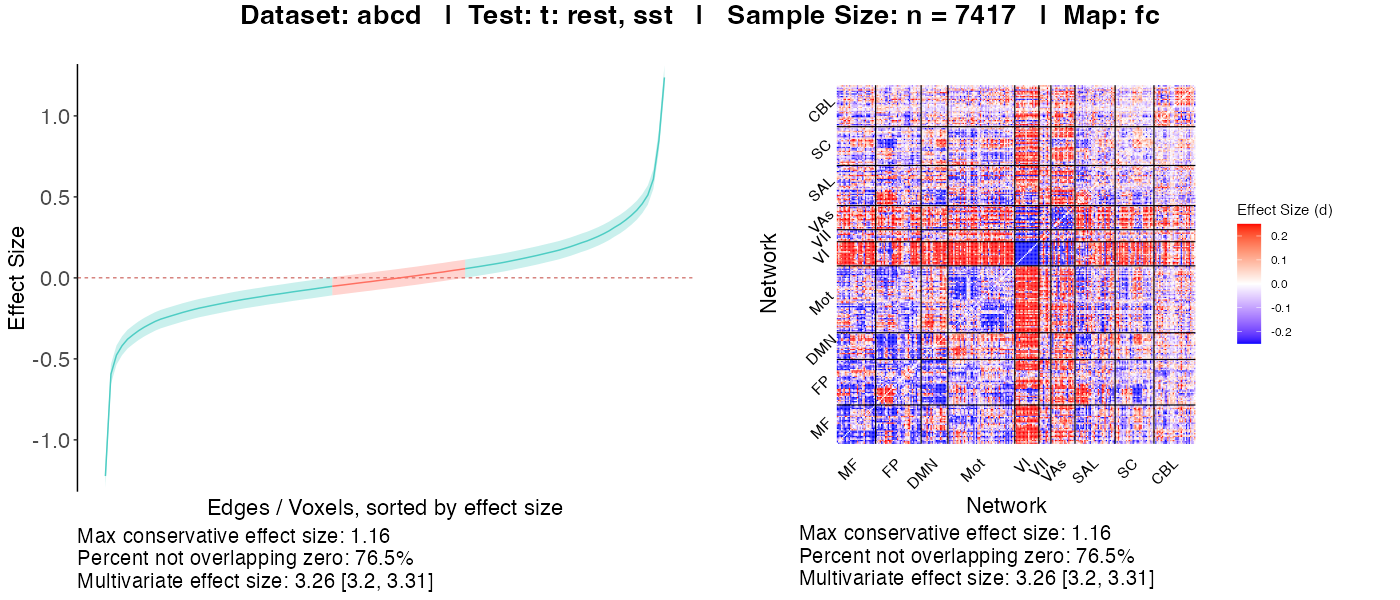 Dataset: abcd | Test: t: rest, sst | Sample Size: n = 7417 | Map: fc
Effect Size
1.0
0.5
0.0
-0.5
-1.0
Edges / Voxels, sorted by effect size
Max conservative effect size: 1.16
Percent not overlapping zero: 76.5%
Multivariate effect size: 3.26 [3.2, 3.31]
Network
CBL
SC
SAL
VAs
VII
VI
Mot
DMN
FP
MF
MF
FP
DMN
Mot
VI
VII
VAs
SAL
SC
CBL
Network
Max conservative effect size: 1.16
Percent not overlapping zero: 76.5%
Multivariate effect size: 3.26 [3.2, 3.31]
Effect Size (d)
0.2
0.1
0.0
-0.1
-0.2